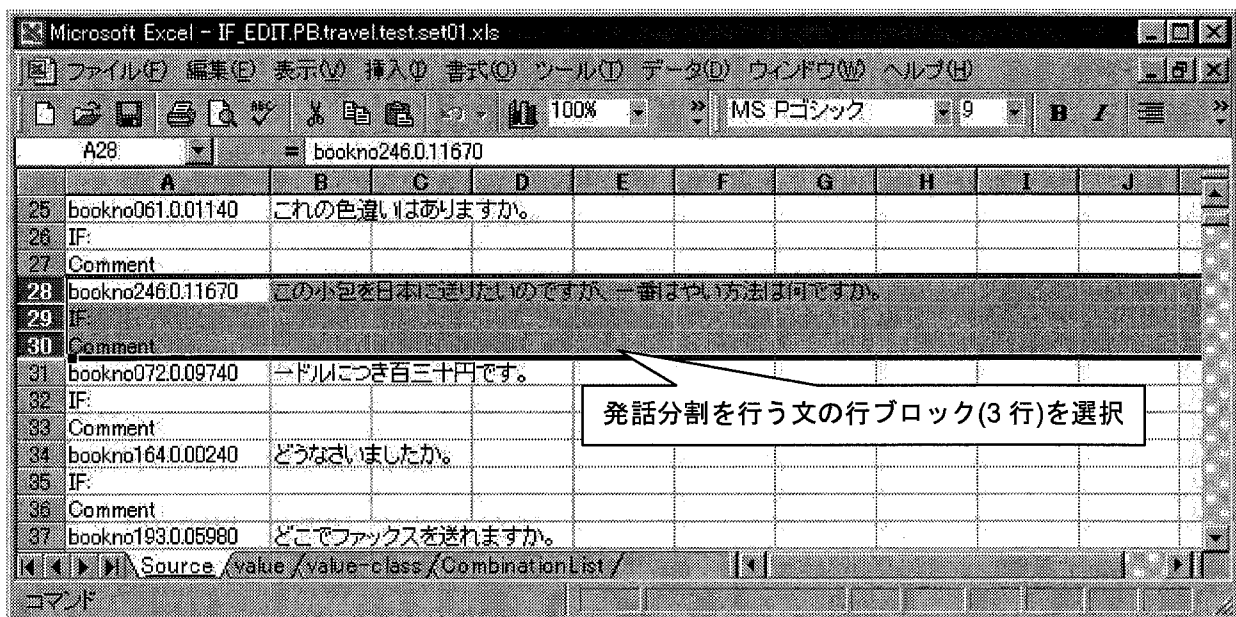 Microsoft Excel - IF_EDIT.PB.travel.test.set01.xls
ファイル(F) 編集(E) 表示(V) 挿入(I) 書式(O) ツール(T) データ(D) ウィンドウ(W) ヘルプ(H)
100% MS Pゴシック 9 B I
A28 = bookno246.0.11670
A B C D E F G H I J
25 bookno061.0.01140 これの色違いはありますか。
26 IF:
27 Comment
28 bookno246.0.11670 この小包を日本に送りたいのですが、一番はやい方法は何ですか。
29 IF:
30 Comment
31 bookno072.0.09740 一ドルにつき百三十円です。
32 IF:
33 Comment
発話分割を行う文の行ブロック(3行)を選択
34 bookno164.0.00240 どうなさいましたか。
35 IF:
36 Comment
37 bookno193.0.05980 どこでファックスを送れますか。
Source value value-class CombinationList
コマンド